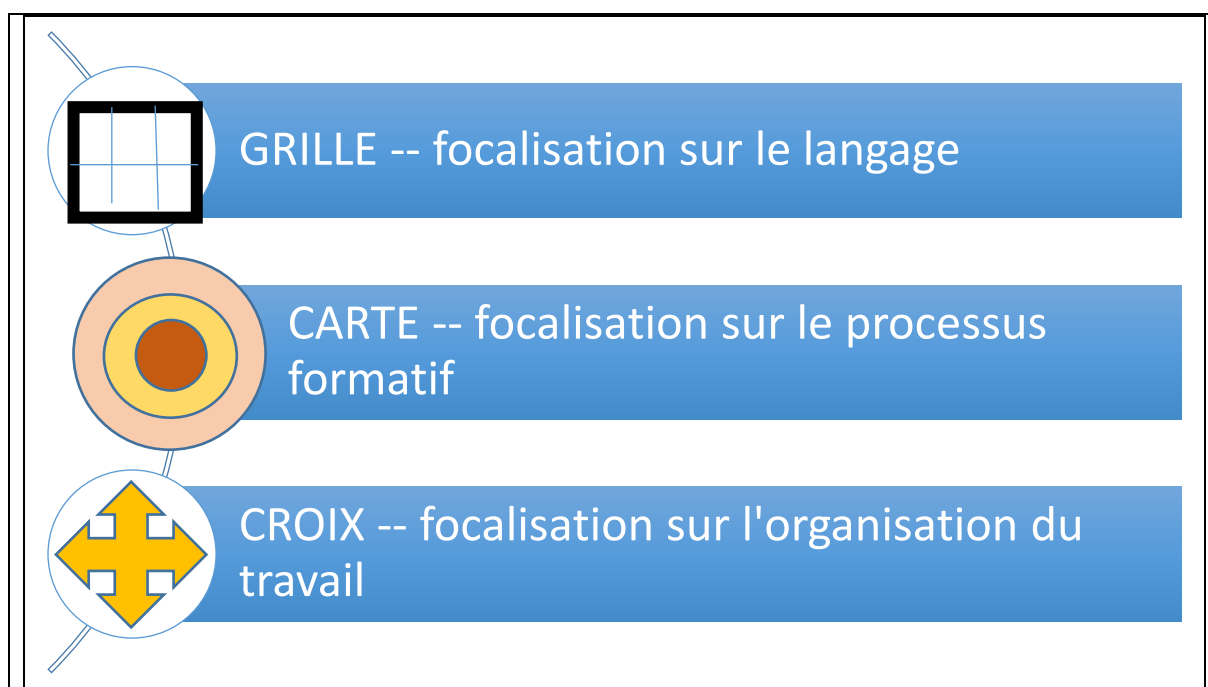 GRILLE -- focalisation sur le langage
CARTE -- focalisation sur le processus
formatif
CROIX -- focalisation sur l'organisation du
travail